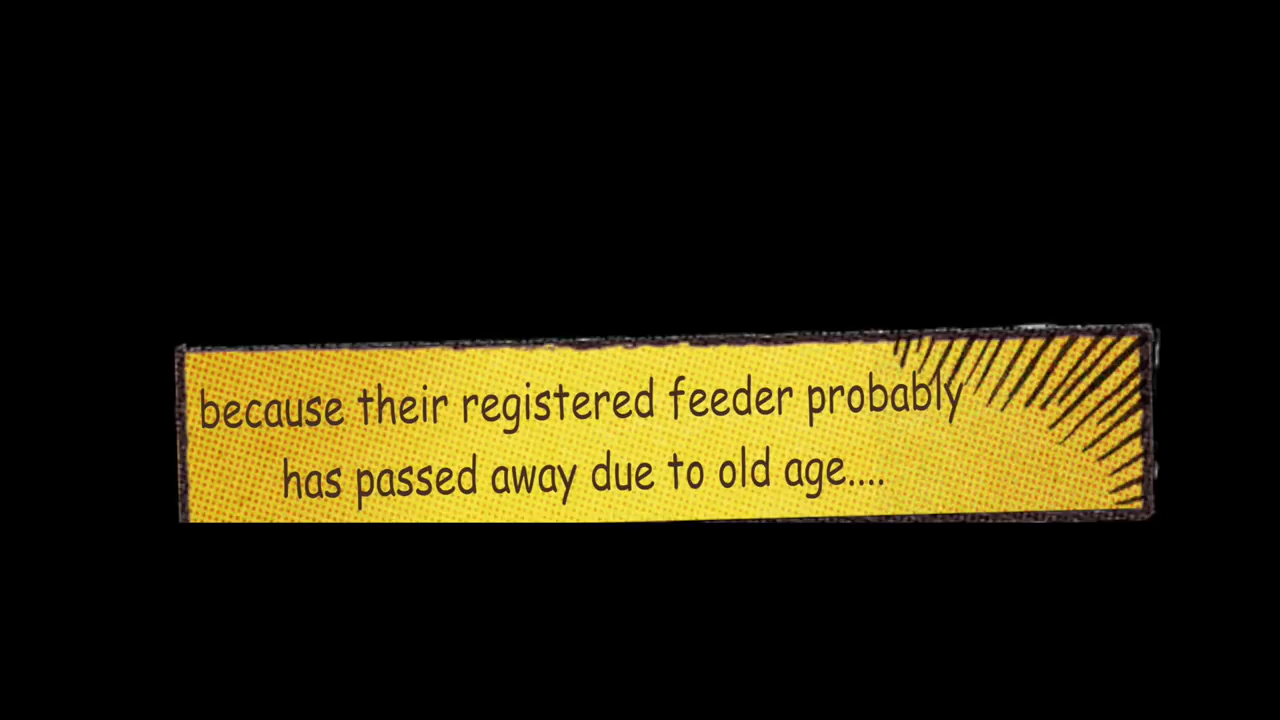 because their registered feeder probably
has passed away due to old age....